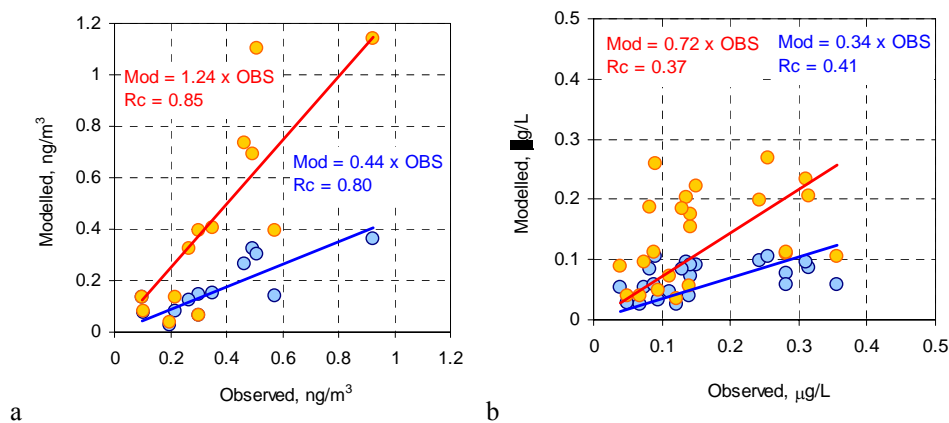 1.2
1
0.8
0.6
0.4
0.2
0
Modelled, ng/m³
Mod = 1.24 x OBS
Rc = 0.85
Mod = 0.44 x OBS
Rc = 0.80
0 0.2 0.4 0.6 0.8 1 1.2
Observed, ng/m³
a
0.5
0.4
0.3
0.2
0.1
0
Modelled, g/L
Mod = 0.72 x OBS
Rc = 0.37
Mod = 0.34 x OBS
Rc = 0.41
0 0.1 0.2 0.3 0.4 0.5
Observed, μg/L
b